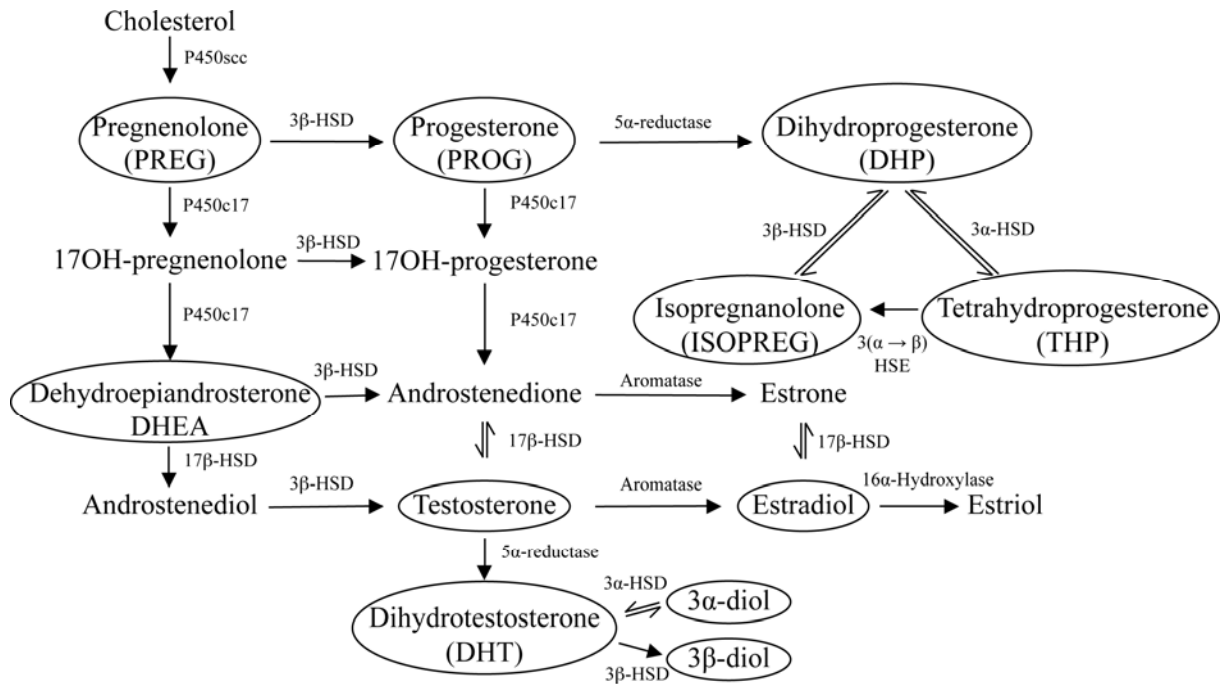 Cholesterol
P450scc
Pregnenolone
(PREG)
3β-HSD
Progesterone
(PROG)
5α-reductase
Dihydroprogesterone
(DHP)
P450c17
P450c17
3β-HSD
3α-HSD
17OH-pregnenolone
3β-HSD
17OH-progesterone
Isopregnanolone
(ISOPREG)
Tetrahydroprogesterone
(THP)
3(α → β)
HSE
P450c17
P450c17
Dehydroepiandrosterone
DHEA
3β-HSD
Androstenedione
Aromatase
Estrone
17β-HSD
17β-HSD
17β-HSD
Androstenediol
3β-HSD
Testosterone
Aromatase
Estradiol
16α-Hydroxylase
Estriol
5α-reductase
Dihydrotestosterone
(DHT)
3α-HSD
3α-diol
3β-HSD
3β-diol